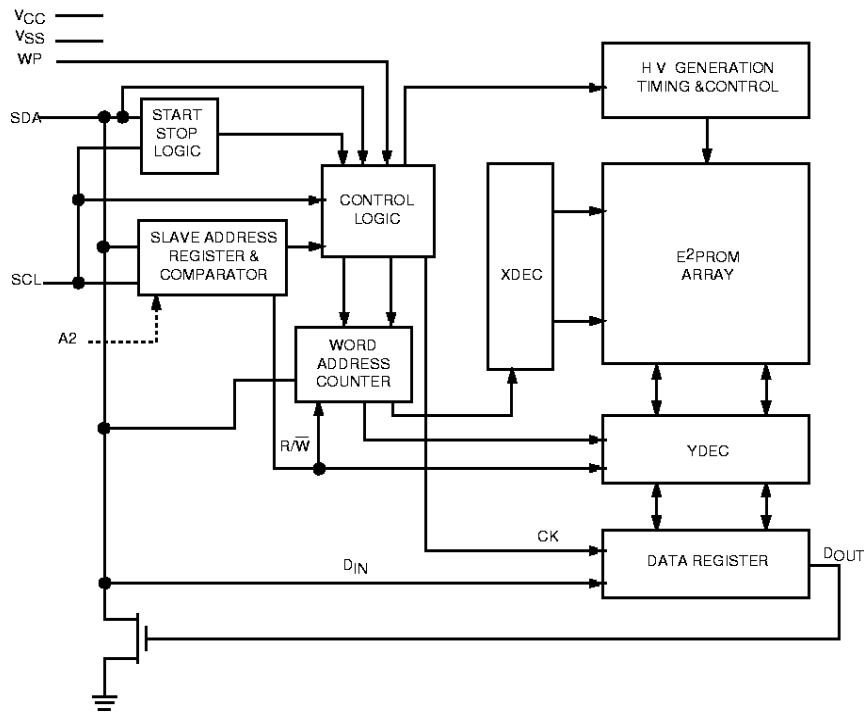 VCC
VSS
WP
H V GENERATION
TIMING &CONTROL
SDA
START
STOP
LOGIC
CONTROL
LOGIC
SLAVE ADDRESS
REGISTER &
COMPARATOR
E2PROM
ARRAY
XDEC
SCL
A2
WORD
ADDRESS
COUNTER
R/W̅
YDEC
CK
DIN
DATA REGISTER
DOUT